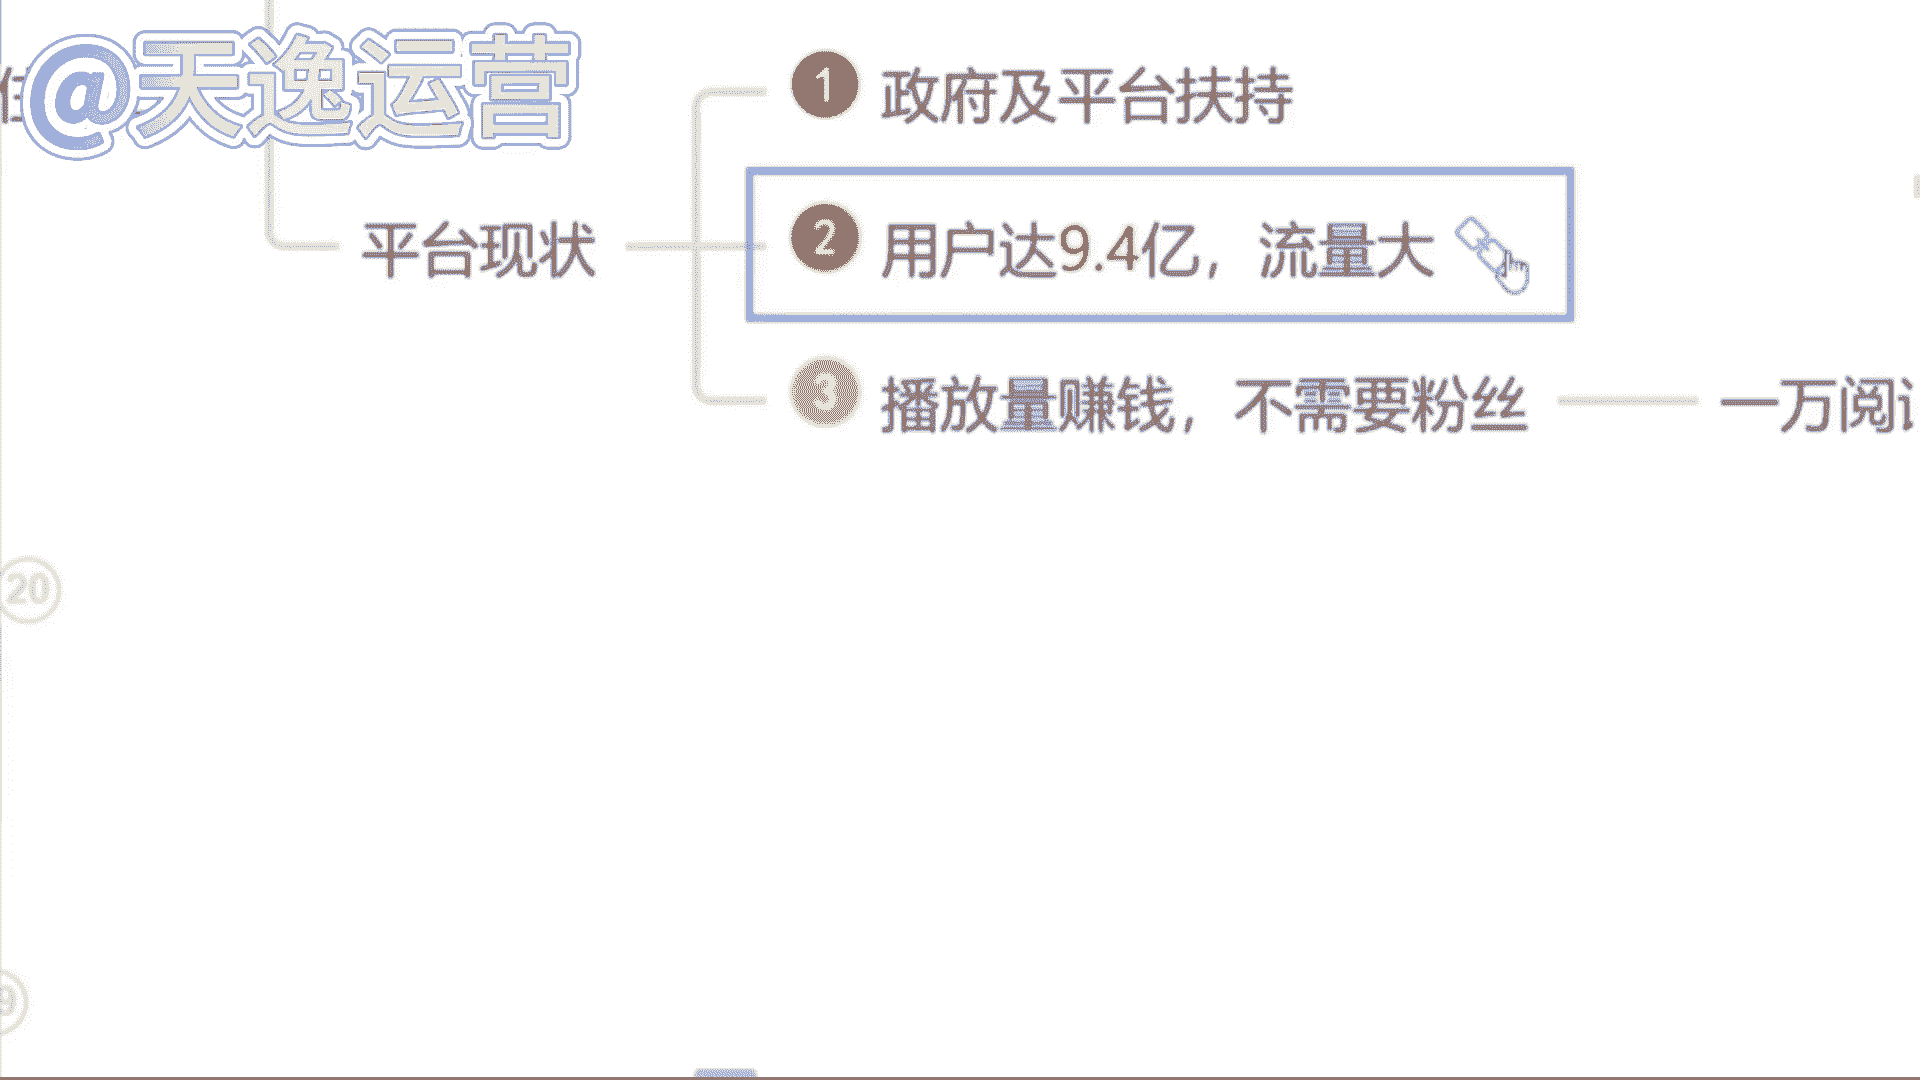 @天逸运营
1 政府及平台扶持
平台现状
2 用户达9.4亿，流量大
3 播放量赚钱，不需要粉丝
一万阅
20
9